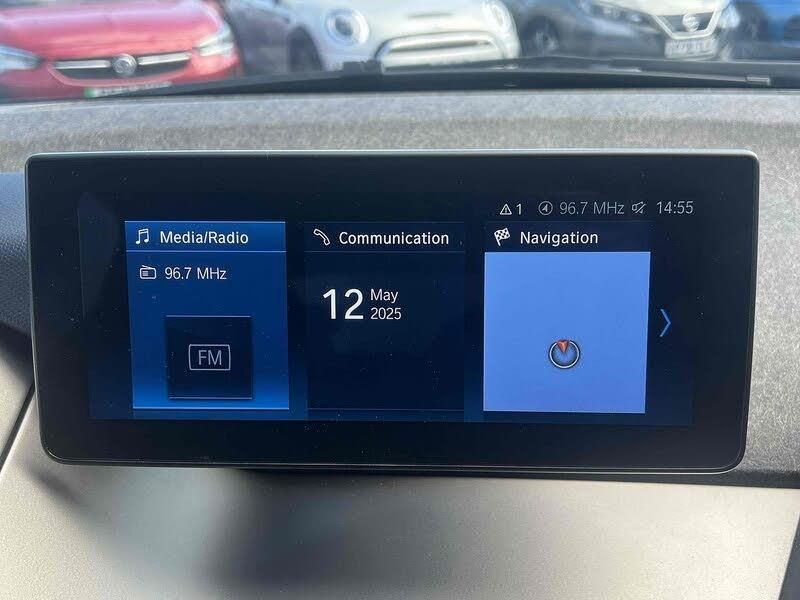 1 96.7 MHz 14:55
Media/Radio
96.7 MHz
FM
Communication
12 May
2025
Navigation